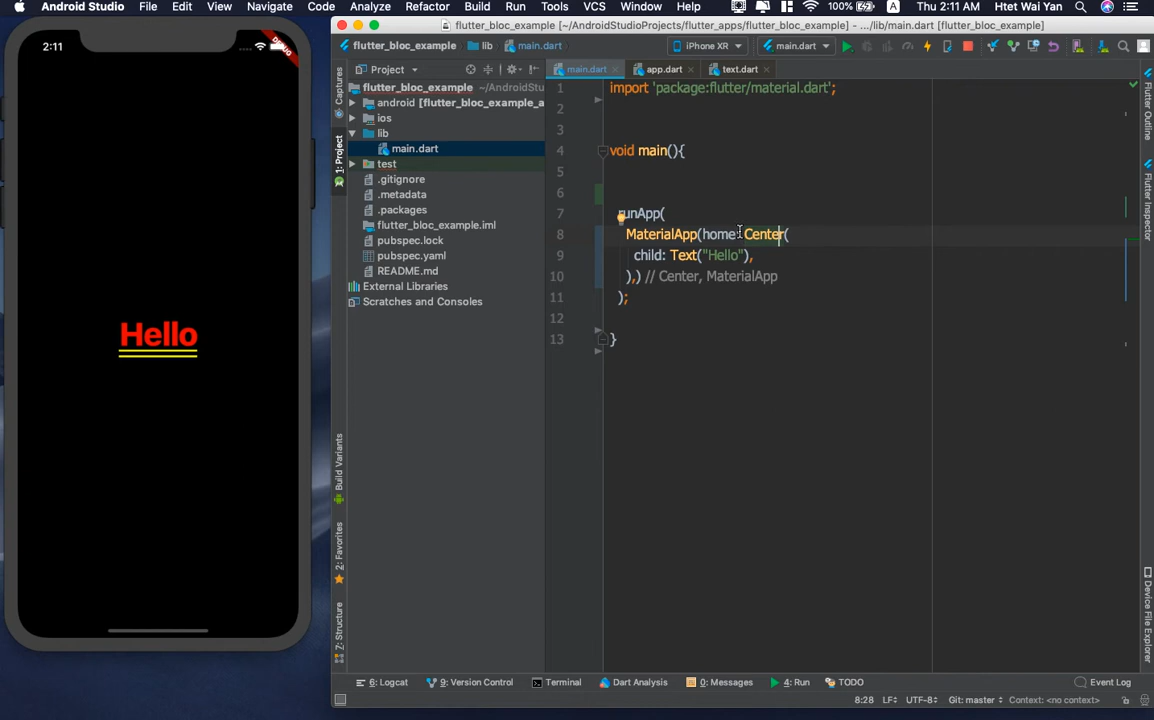 Android Studio File Edit View Navigate Code Analyze Refactor Build Run Tools VCS Window Help 100% A Thu 2:11 AM Htet Wai Yan
flutter_bloc_example [~/AndroidStudioProjects/flutter_apps/flutter_bloc_example] - .../lib/main.dart [flutter_bloc_example]
flutter_bloc_example lib main.dart iPhone XR main.dart
2:11
DEBUG
Hello
Project
main.dart app.dart text.dart
flutter_bloc_example ~/AndroidStu
android [flutter_bloc_example_a
ios
lib
main.dart
test
.gitignore
.metadata
.packages
flutter_bloc_example.iml
pubspec.lock
pubspec.yaml
README.md
External Libraries
Scratches and Consoles
Captures
1: Project
Build Variants
2: Favorites
7: Structure
1 import 'package:flutter/material.dart';
2
3
4 void main(){
5
6
7 runApp(
8 MaterialApp(home: Center(
9 child: Text("Hello"),
10 ),) // Center, MaterialApp
11 );
12
13 }
Flutter Outline
Flutter Inspector
Device File Explorer
6: Logcat 9: Version Control Terminal Dart Analysis 0: Messages 4: Run TODO Event Log
8:28 LF UTF-8 Git: master Context: <no context>